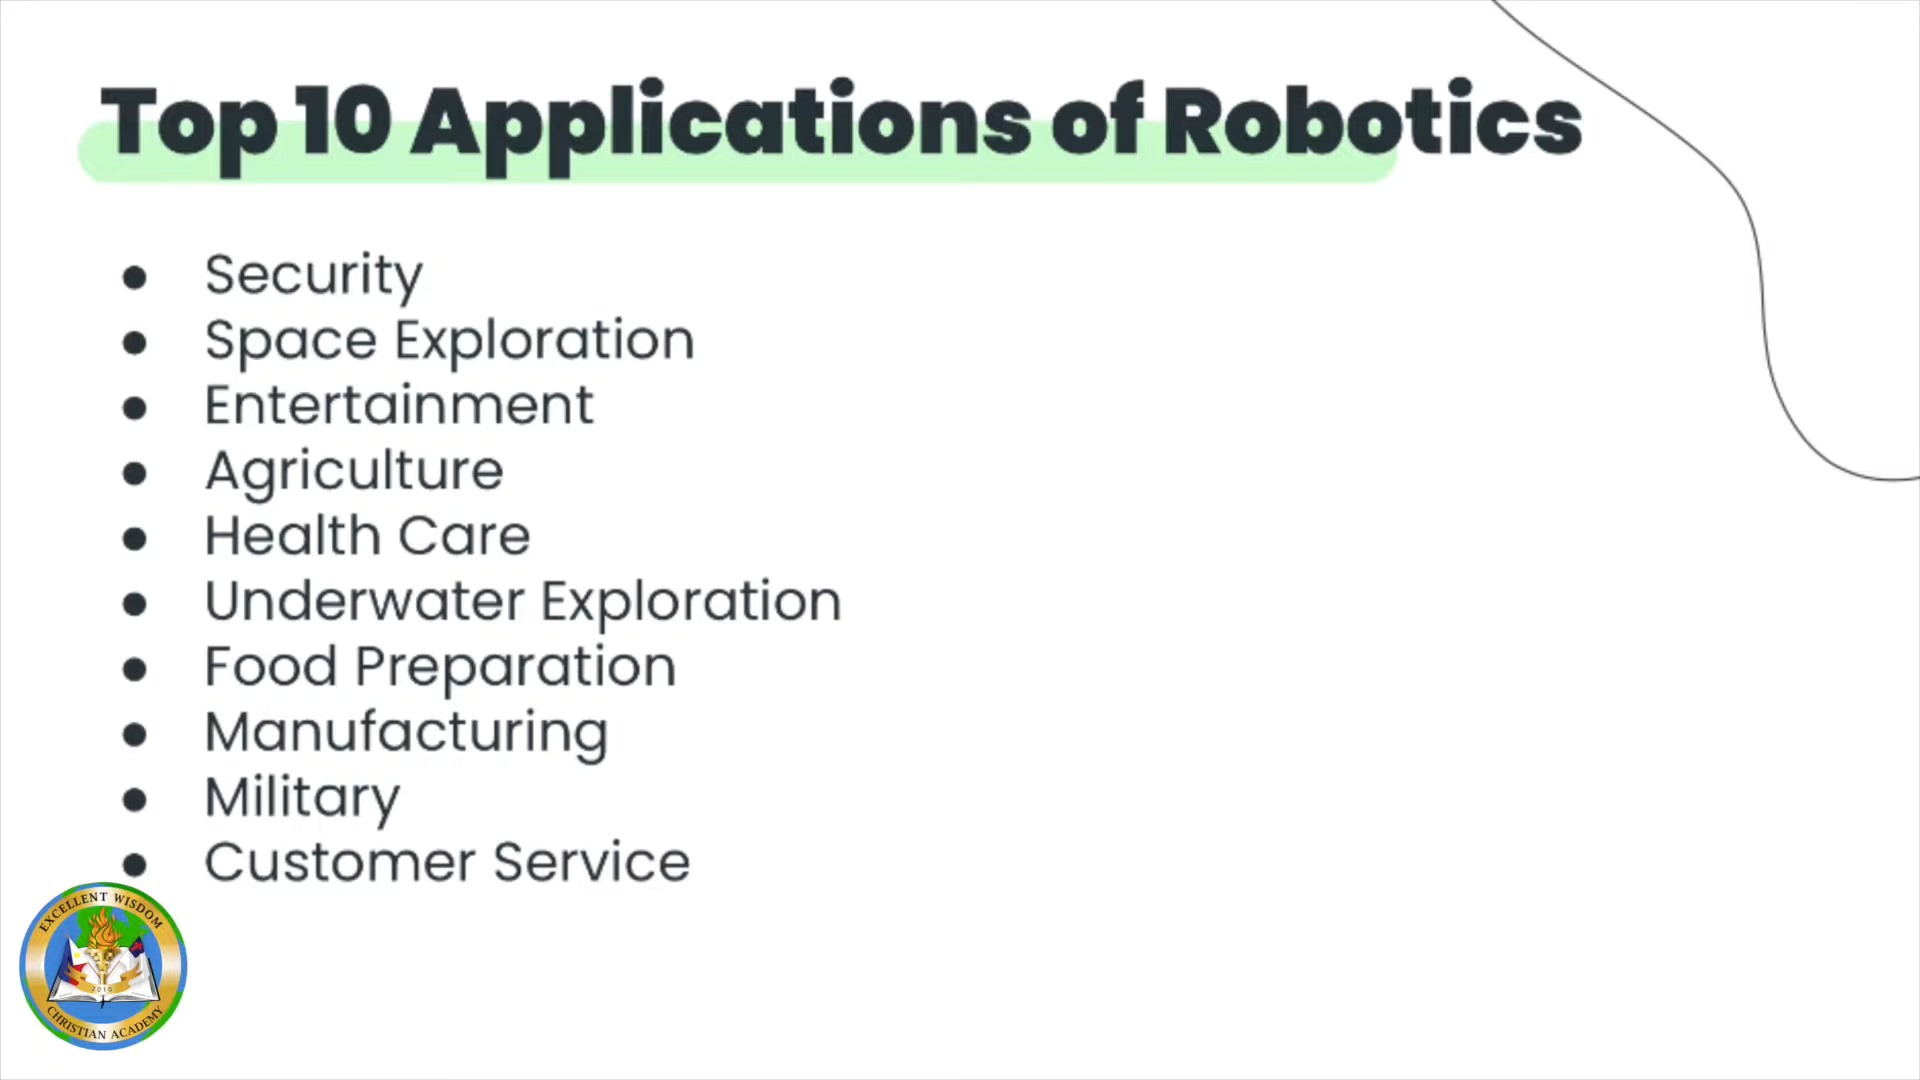 Top 10 Applications of Robotics
● Security
● Space Exploration
● Entertainment
● Agriculture
● Health Care
● Underwater Exploration
● Food Preparation
● Manufacturing
● Military
● Customer Service
EXCELLENT WISDOM
2010
CHRISTIAN ACADEMY